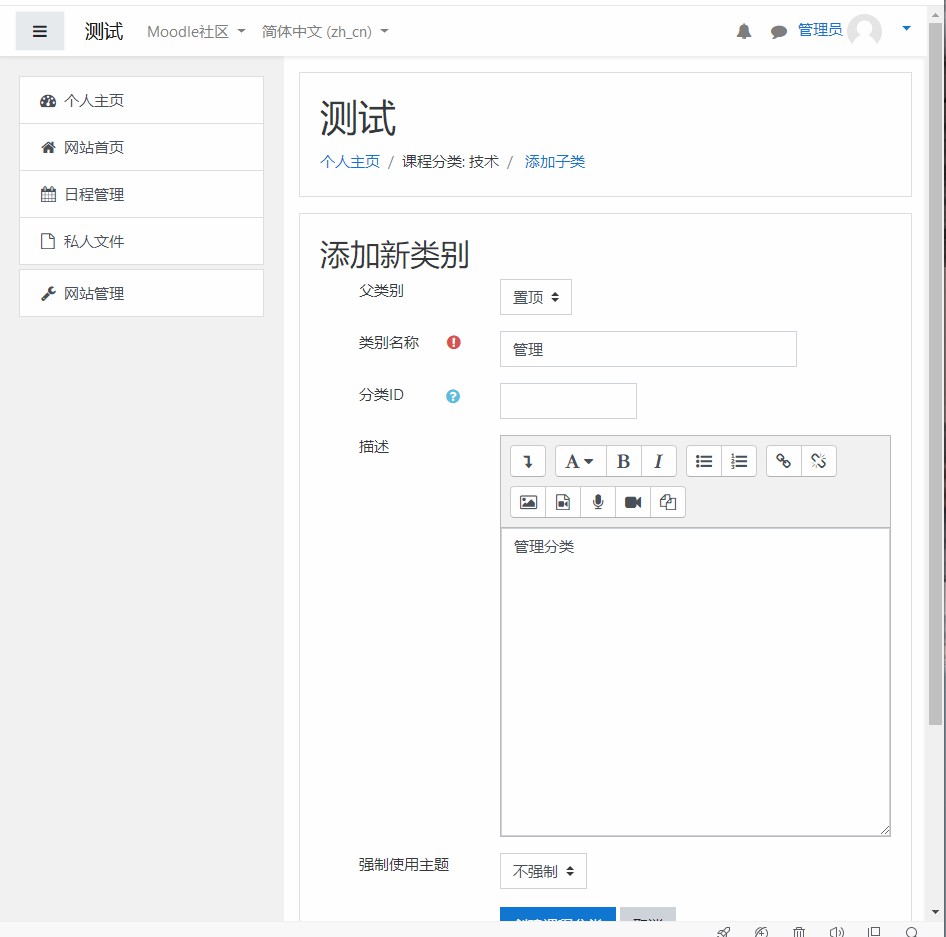 测试 Moodle社区 简体中文 (zh_cn) 管理员
个人主页
网站首页
日程管理
私人文件
网站管理
测试
个人主页 / 课程分类: 技术 / 添加子类
添加新类别
父类别 置顶
类别名称 管理
分类ID
描述
A B I
管理分类
强制使用主题 不强制